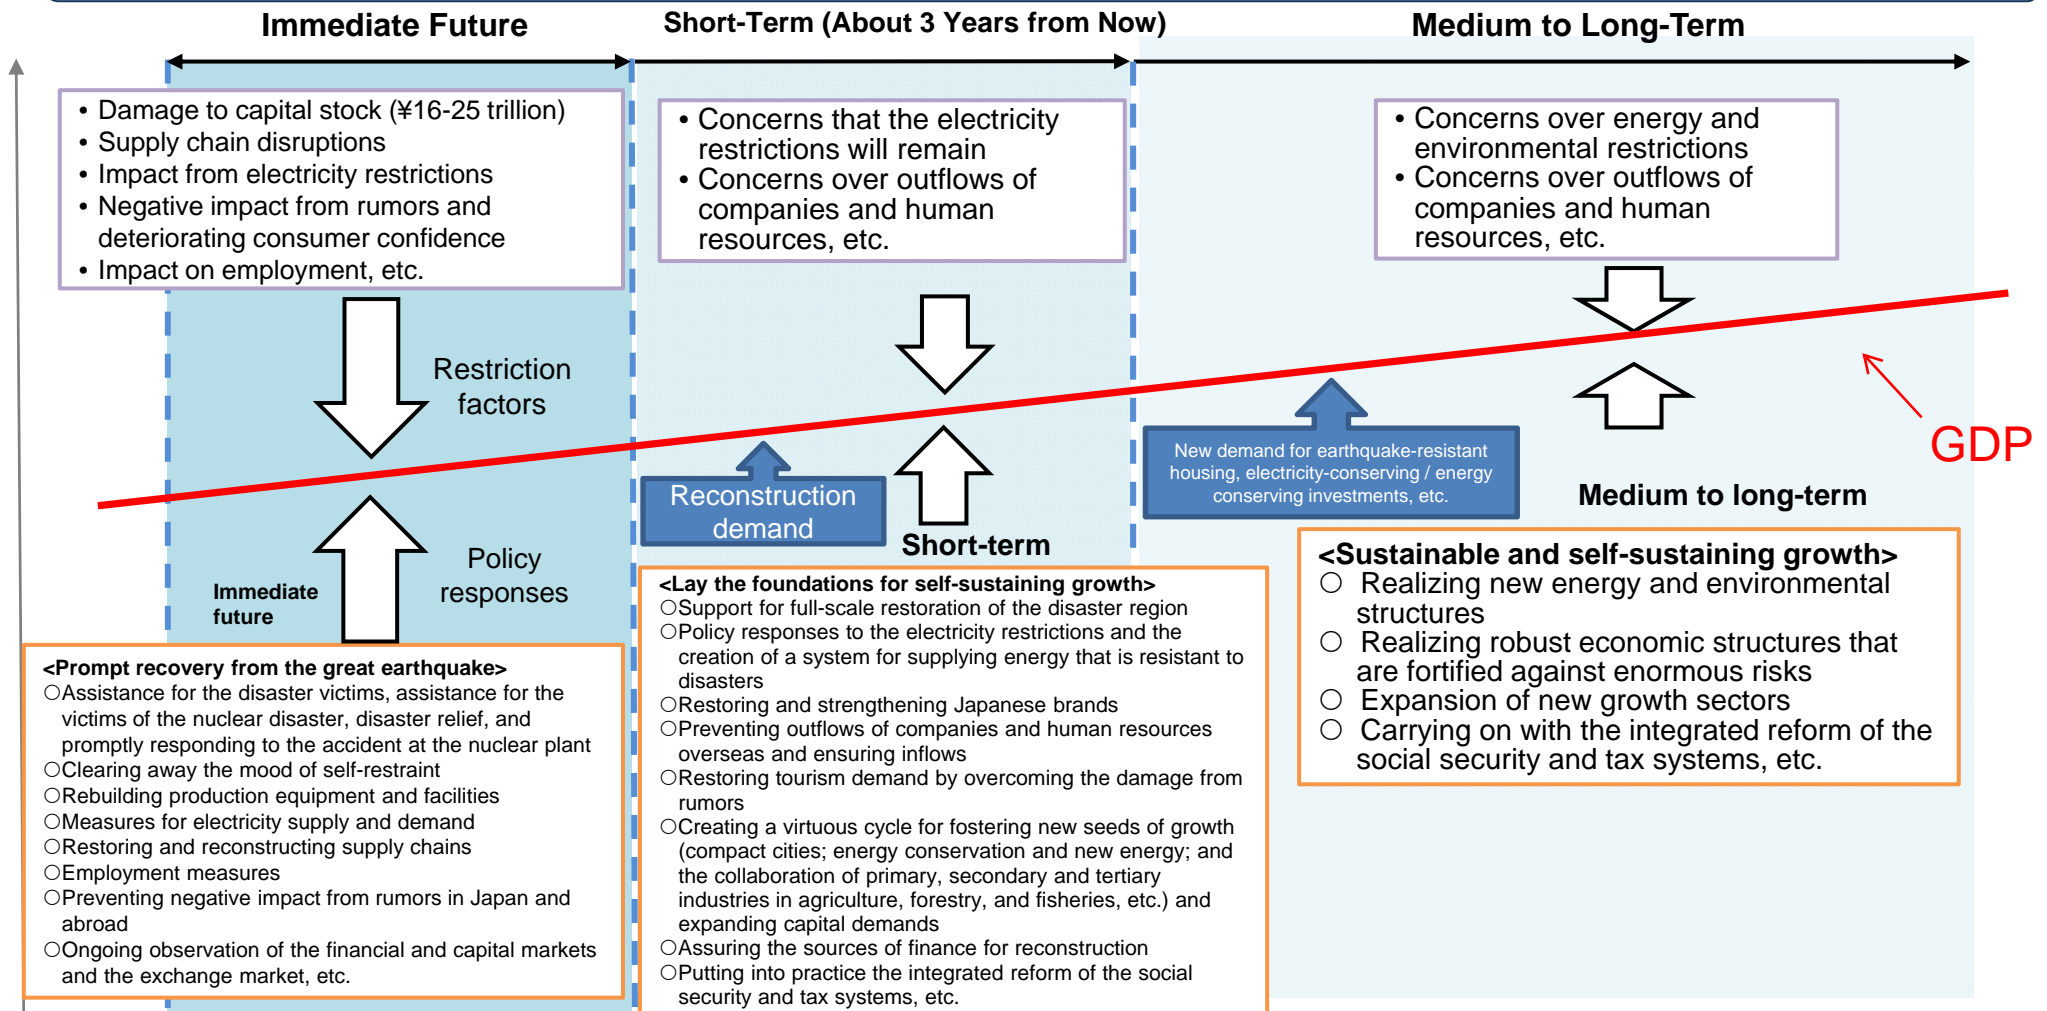 Immediate Future
Short-Term (About 3 Years from Now)
Medium to Long-Term
• Damage to capital stock (¥16-25 trillion)
• Supply chain disruptions
• Impact from electricity restrictions
• Negative impact from rumors and
deteriorating consumer confidence
• Impact on employment, etc.
• Concerns that the electricity
restrictions will remain
• Concerns over outflows of
companies and human
resources, etc.
• Concerns over energy and
environmental restrictions
• Concerns over outflows of
companies and human
resources, etc.
Restriction
factors
GDP
Reconstruction
demand
New demand for earthquake-resistant
housing, electricity-conserving / energy
conserving investments, etc.
Policy
responses
Immediate
future
Short-term
Medium to long-term
<Prompt recovery from the great earthquake>
○Assistance for the disaster victims, assistance for the
victims of the nuclear disaster, disaster relief, and
promptly responding to the accident at the nuclear plant
○Clearing away the mood of self-restraint
○Rebuilding production equipment and facilities
○Measures for electricity supply and demand
○Restoring and reconstructing supply chains
○Employment measures
○Preventing negative impact from rumors in Japan and
abroad
○Ongoing observation of the financial and capital markets
and the exchange market, etc.
<Lay the foundations for self-sustaining growth>
○Support for full-scale restoration of the disaster region
○Policy responses to the electricity restrictions and the
creation of a system for supplying energy that is resistant to
disasters
○Restoring and strengthening Japanese brands
○Preventing outflows of companies and human resources
overseas and ensuring inflows
○Restoring tourism demand by overcoming the damage from
rumors
○Creating a virtuous cycle for fostering new seeds of growth
(compact cities; energy conservation and new energy; and
the collaboration of primary, secondary and tertiary
industries in agriculture, forestry, and fisheries, etc.) and
expanding capital demands
○Assuring the sources of finance for reconstruction
○Putting into practice the integrated reform of the social
security and tax systems, etc.
<Sustainable and self-sustaining growth>
○ Realizing new energy and environmental
structures
○ Realizing robust economic structures that
are fortified against enormous risks
○ Expansion of new growth sectors
○ Carrying on with the integrated reform of the
social security and tax systems, etc.